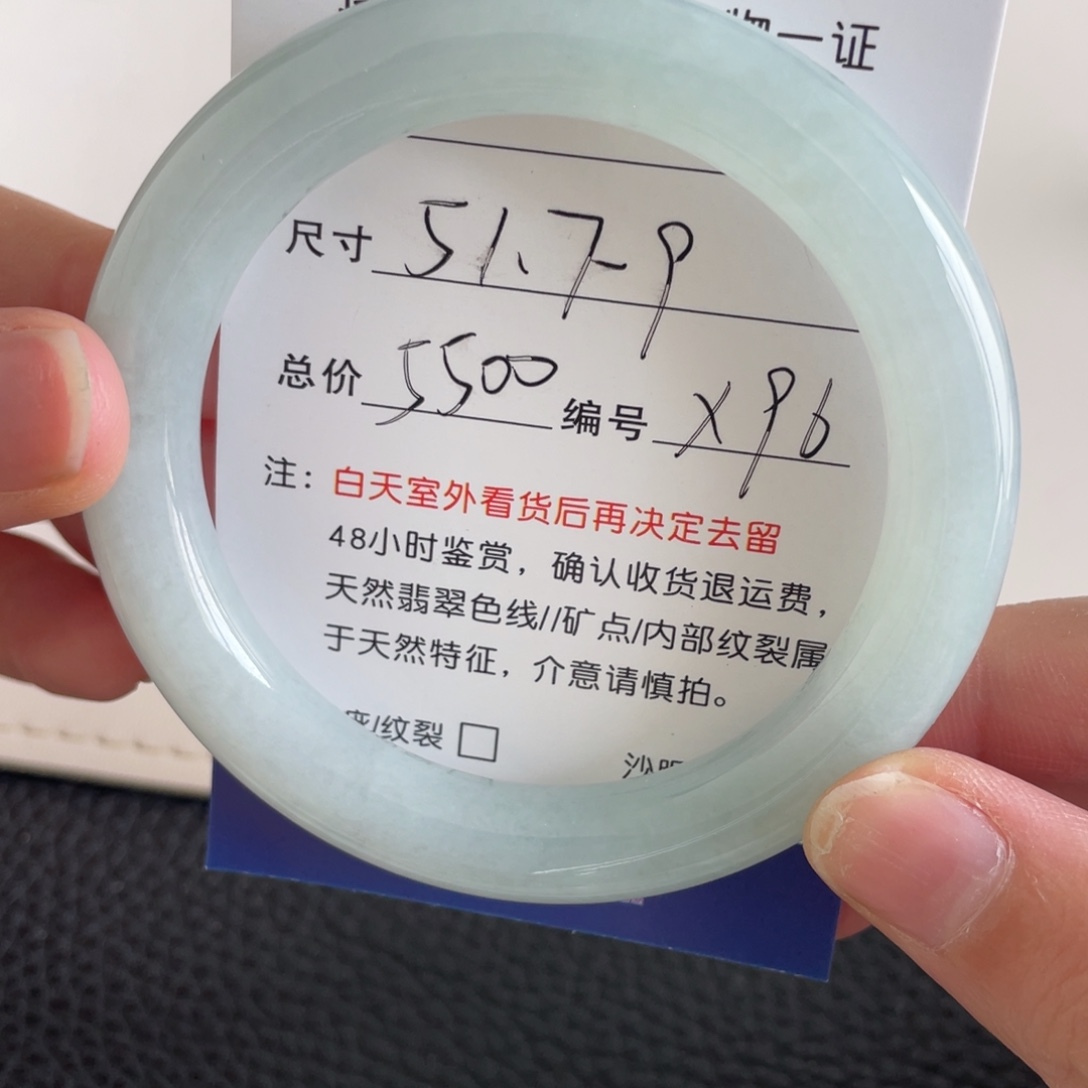 物一证
尺寸 51.7-9
总价 5500 编号 X96
注：白天室外看货后再决定去留
48小时鉴赏，确认收货退运费，
天然翡翠色线//矿点/内部纹裂属
于天然特征，介意请慎拍。
/纹裂 □